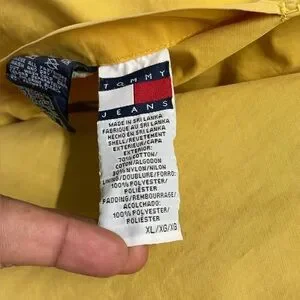 TOMMY
JEANS
MADE IN SRI LANKA
FABRIQUE AU SRI LANKA
HECHO EN SRI LANKA
SHELL/REVETEMENT
EXTERIEUR/CAPA
EXTERIOR:
70% COTTON/
COTON/ALGODON
30% NYLON/NILON
LINING/DOUBLURE/FORRO:
100% POLYESTER/
POLIÉSTER
PADDING/REMBOURRAGE/
ACOLCHADO:
100% POLYESTER/
POLIÉSTER
XL/XG/XG